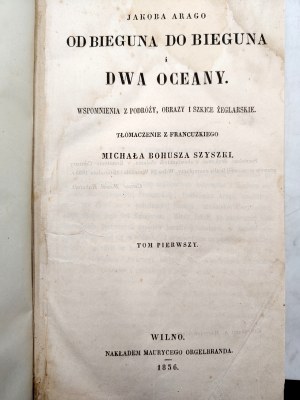 JAKOBA ARAGO
OD BIEGUNA DO BIEGUNA
i
DWA OCEANY.
WSPOMNIENIA Z PODRÓŻY, OBRAZY I SZKICE ŻEGLARSKIE.
TŁOMACZENIE Z FRANCUZKIEGO
MICHAŁA BOHUSZA SZYSZKI.
TOM PIERWSZY.
WILNO.
NAKŁADEM MAURYCEGO ORGELBRANDA.
1856